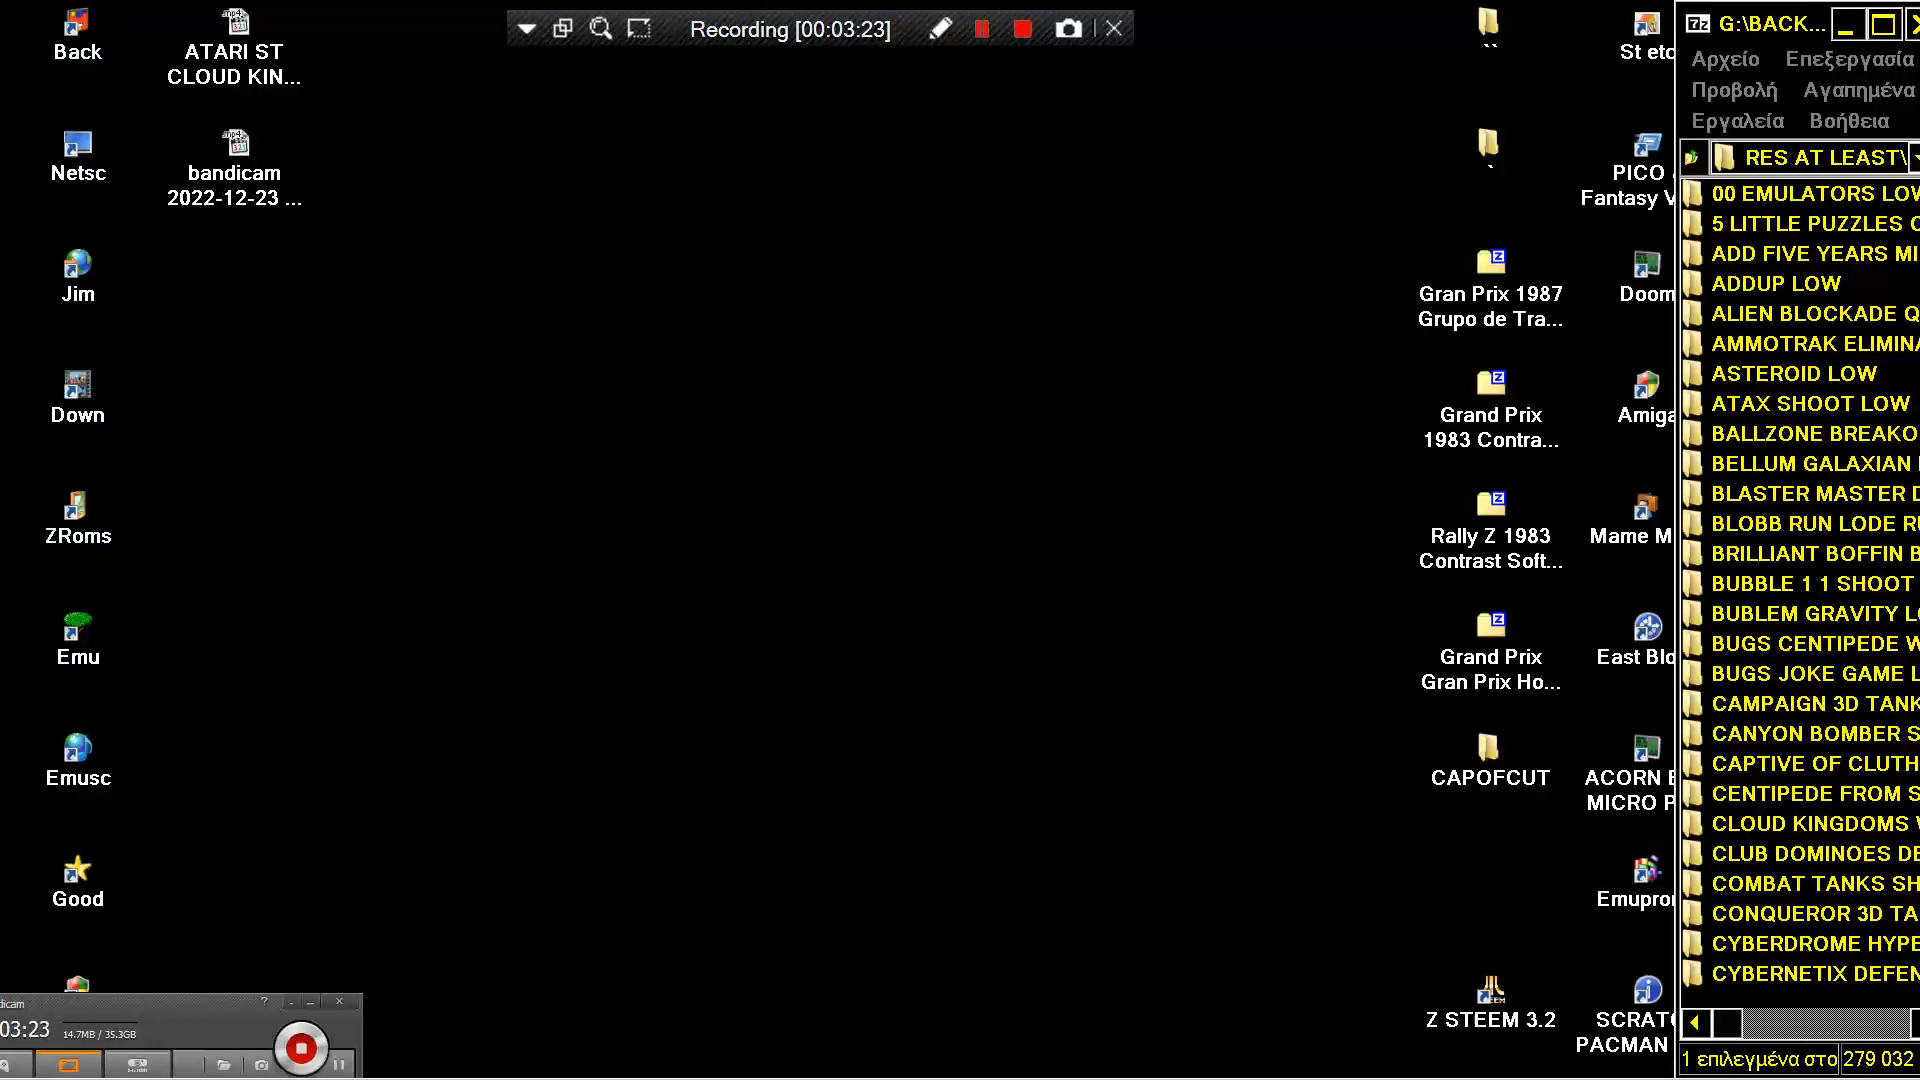 Recording [00:03:23]
Back
ATARI ST
CLOUD KIN...
Netsc
bandicam
2022-12-23 ...
Jim
Down
ZRoms
Emu
Emusc
Good
dicam
03:23
14.7MB / 35.3GB
``
`
Gran Prix 1987
Grupo de Tra...
Grand Prix
1983 Contra...
Rally Z 1983
Contrast Soft...
Grand Prix
Gran Prix Ho...
CAPOFCUT
Z STEEM 3.2
St etc
PICO
Fantasy V
Doom
Amiga
Mame M
East Blo
ACORN
MICRO P
Emupro
SCRAT
PACMAN
7z G:\BACK...
Αρχείο Επεξεργασία
Προβολή Αγαπημένα
Εργαλεία Βοήθεια
RES AT LEAST\
00 EMULATORS LOW
5 LITTLE PUZZLES
ADD FIVE YEARS MI
ADDUP LOW
ALIEN BLOCKADE Q
AMMOTRAK ELIMINA
ASTEROID LOW
ATAX SHOOT LOW
BALLZONE BREAKO
BELLUM GALAXIAN
BLASTER MASTER D
BLOBB RUN LODE RU
BRILLIANT BOFFIN B
BUBBLE 1 1 SHOOT
BUBLEM GRAVITY LO
BUGS CENTIPEDE W
BUGS JOKE GAME L
CAMPAIGN 3D TANK
CANYON BOMBER S
CAPTIVE OF CLUTH
CENTIPEDE FROM S
CLOUD KINGDOMS
CLUB DOMINOES DE
COMBAT TANKS SH
CONQUEROR 3D TA
CYBERDROME HYPE
CYBERNETIX DEFEN
1 επιλεγμένα στο 279 032